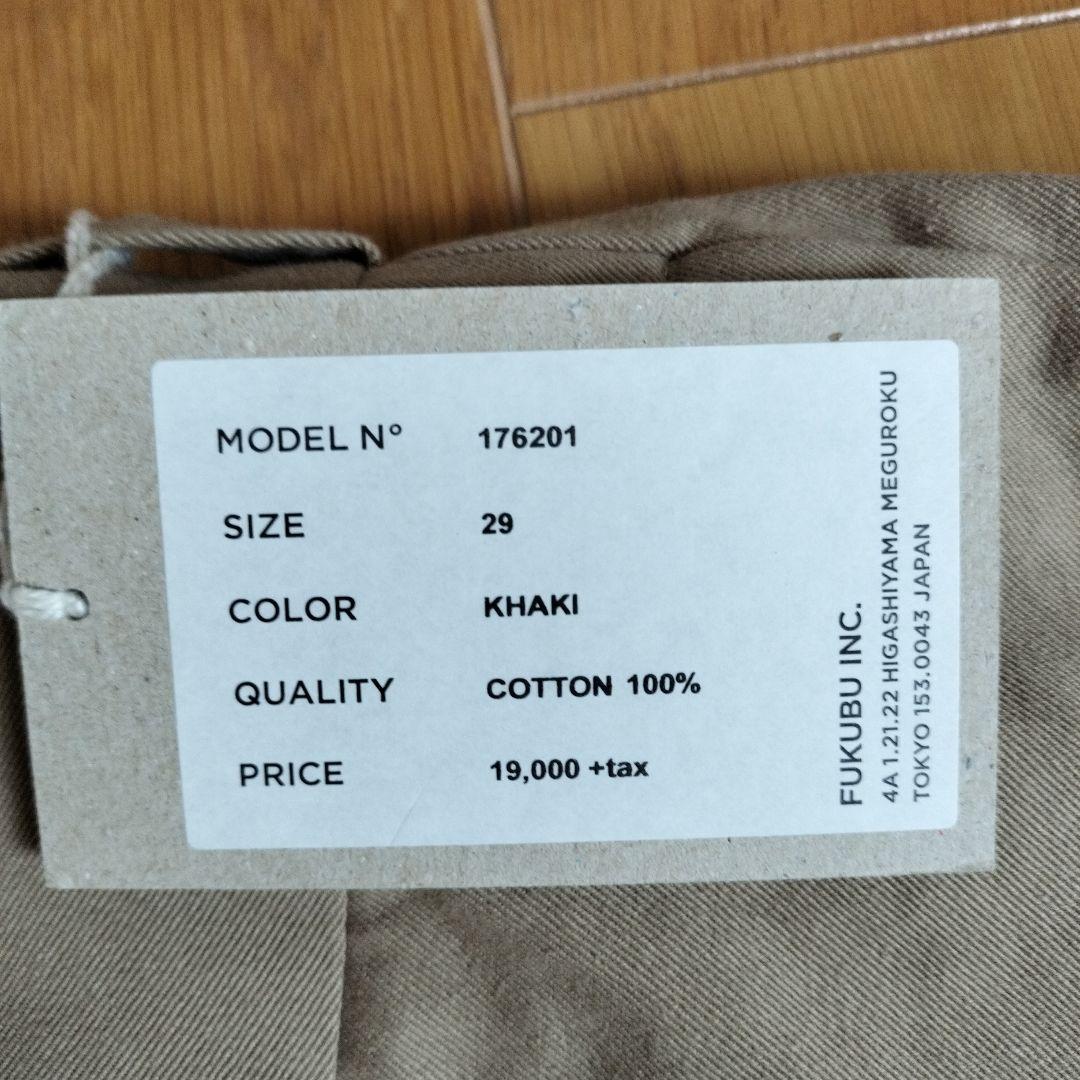 MODEL N° 176201
SIZE 29
COLOR KHAKI
QUALITY COTTON 100%
PRICE 19,000 +tax
FUKUBU INC.
4A 1.21.22 HIGASHIYAMA MEGUROKU
TOKYO 153.0043 JAPAN